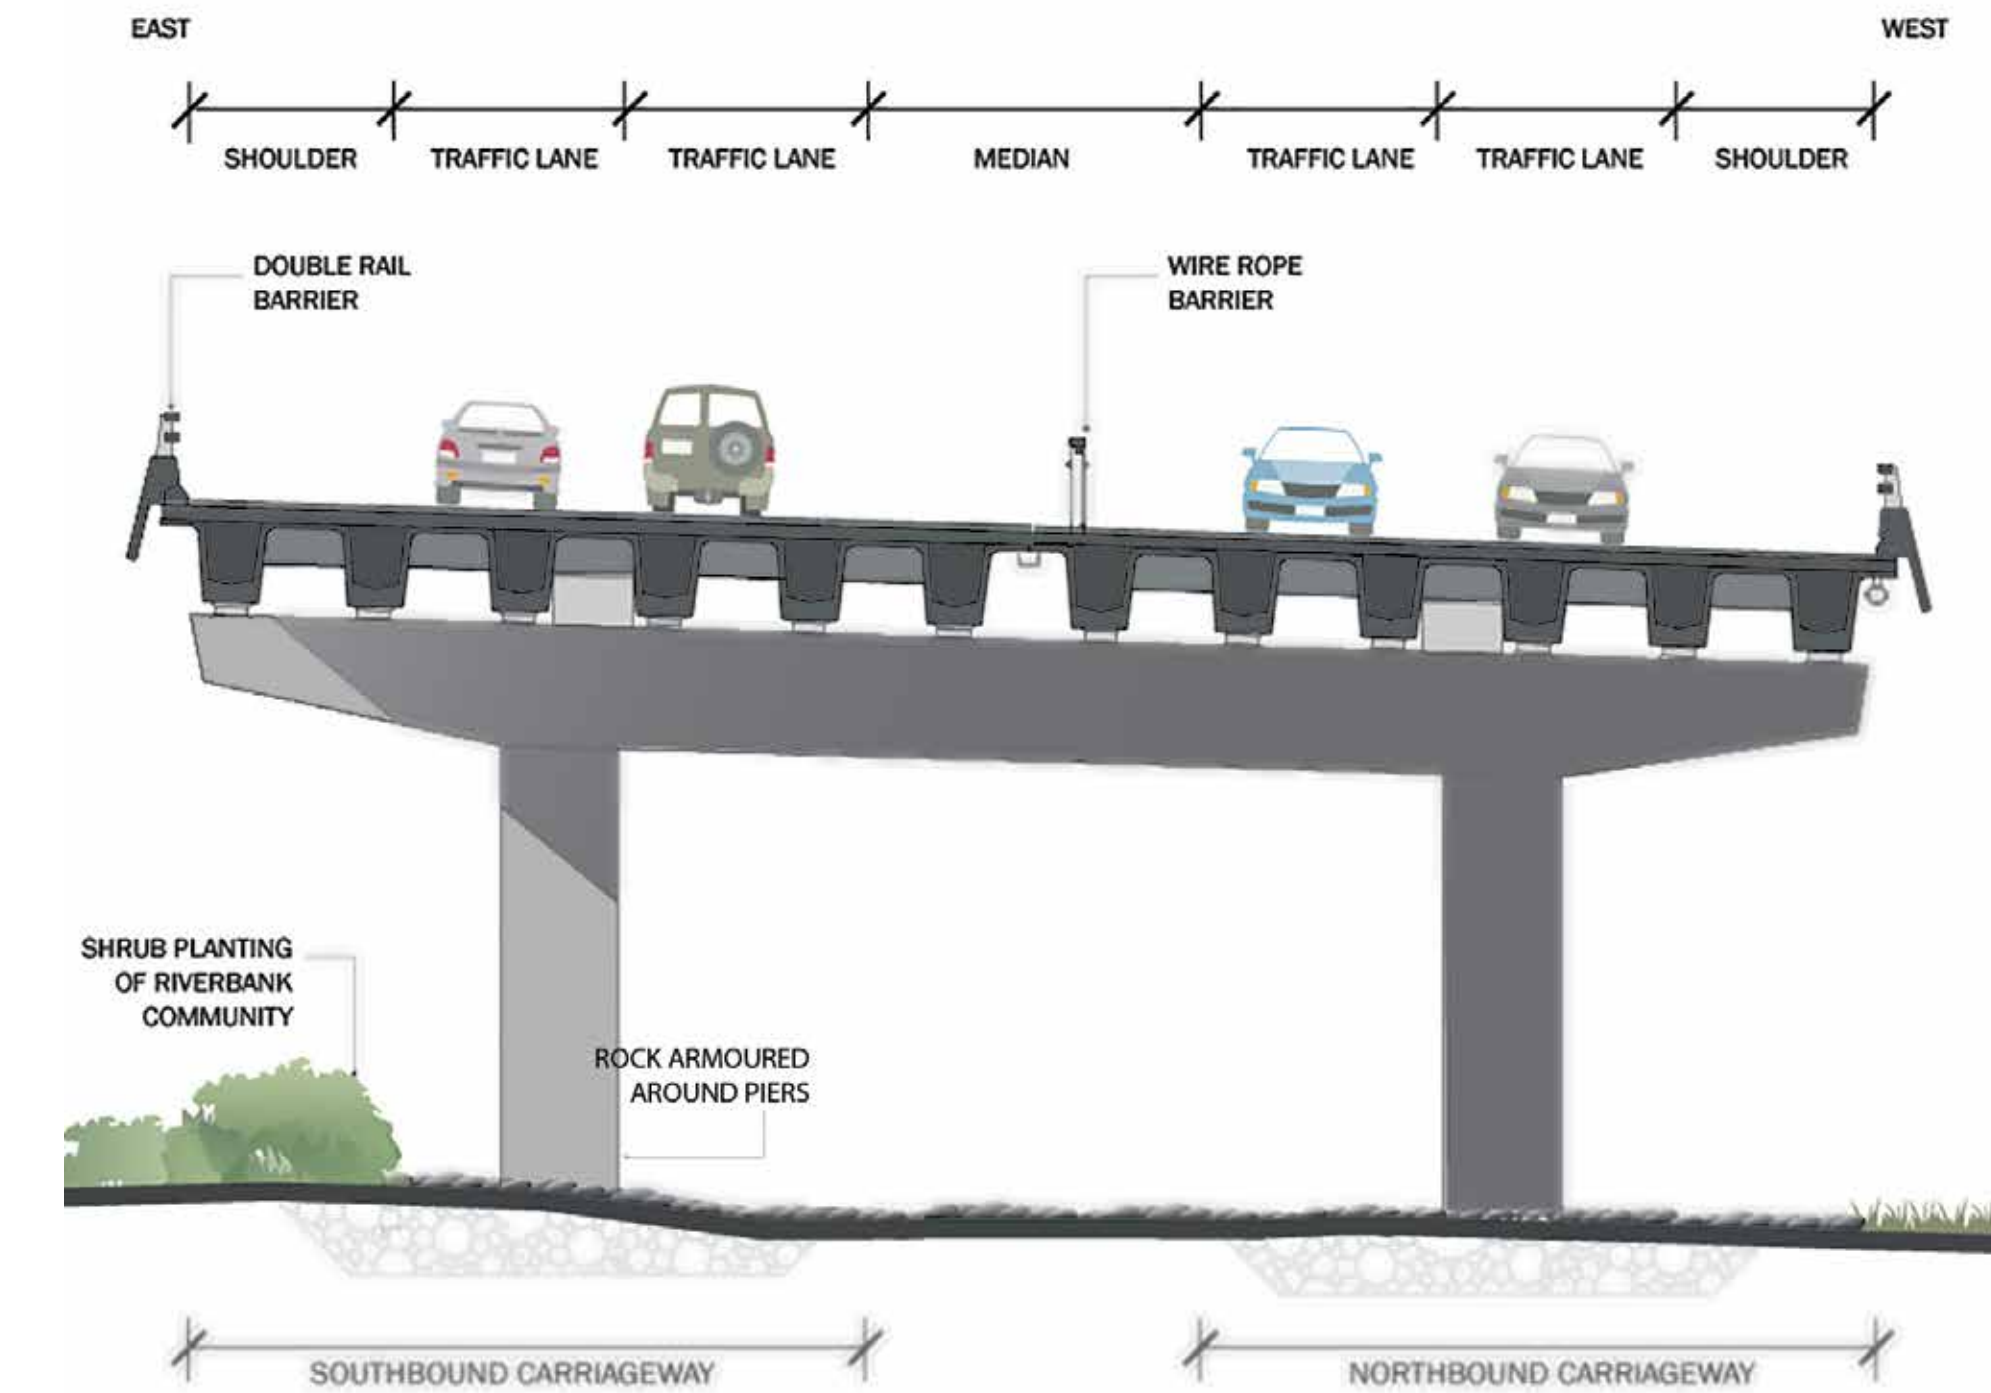 EAST
WEST
SHOULDER
TRAFFIC LANE
TRAFFIC LANE
MEDIAN
TRAFFIC LANE
TRAFFIC LANE
SHOULDER
DOUBLE RAIL
BARRIER
WIRE ROPE
BARRIER
SHRUB PLANTING
OF RIVERBANK
COMMUNITY
ROCK ARMOURED
AROUND PIERS
SOUTHBOUND CARRIAGEWAY
NORTHBOUND CARRIAGEWAY